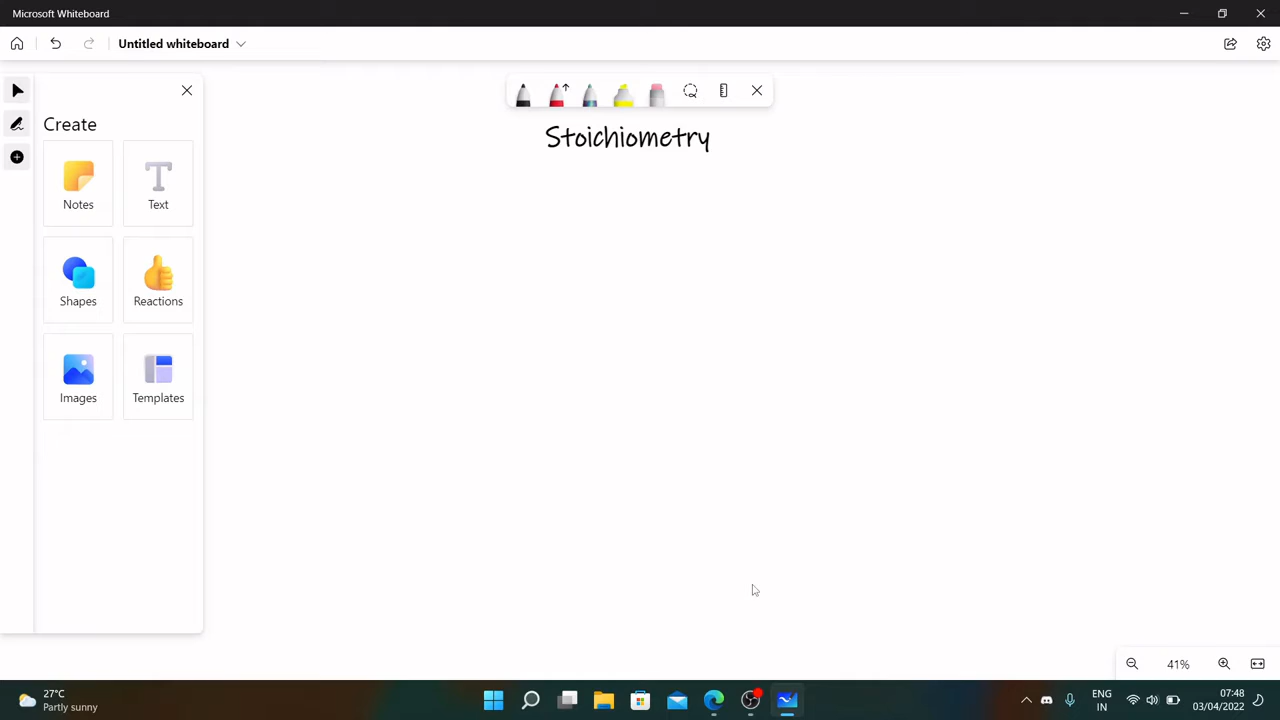 Microsoft Whiteboard
Untitled whiteboard
Stoichiometry
Create
Notes
Text
Shapes
Reactions
Images
Templates
41%
27°C
Partly sunny
ENG
IN
07:48
03/04/2022